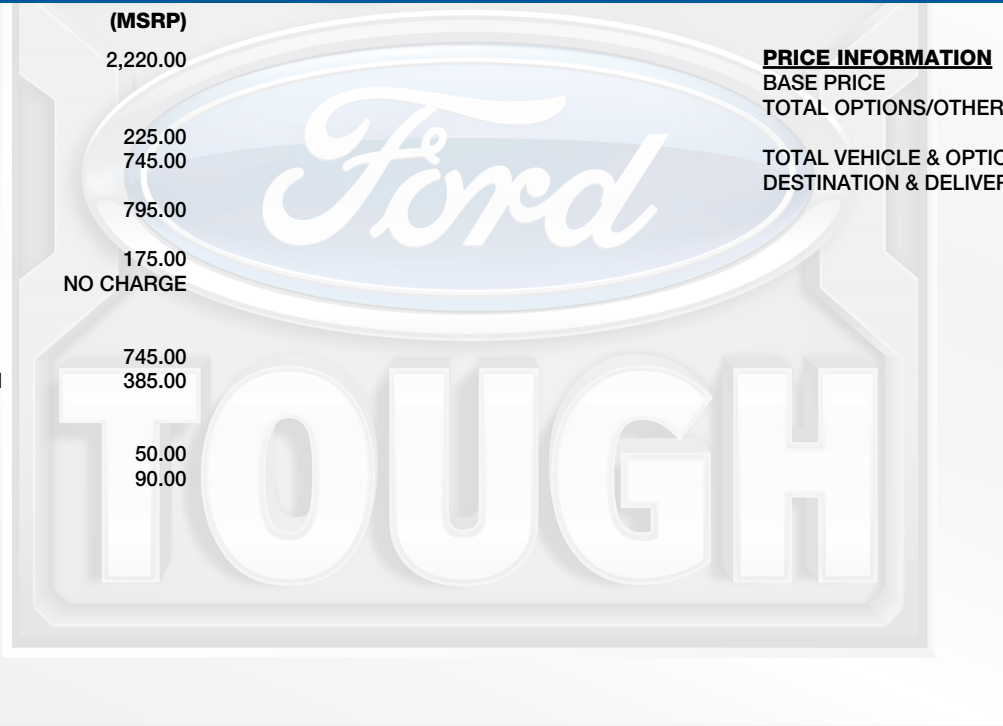 (MSRP)
2,220.00
225.00
745.00
795.00
175.00
NO CHARGE
745.00
385.00
50.00
90.00
PRICE INFORMATION
BASE PRICE
TOTAL OPTIONS/OTHER
TOTAL VEHICLE & OPTIO
DESTINATION & DELIVER
Ford
TOUGH